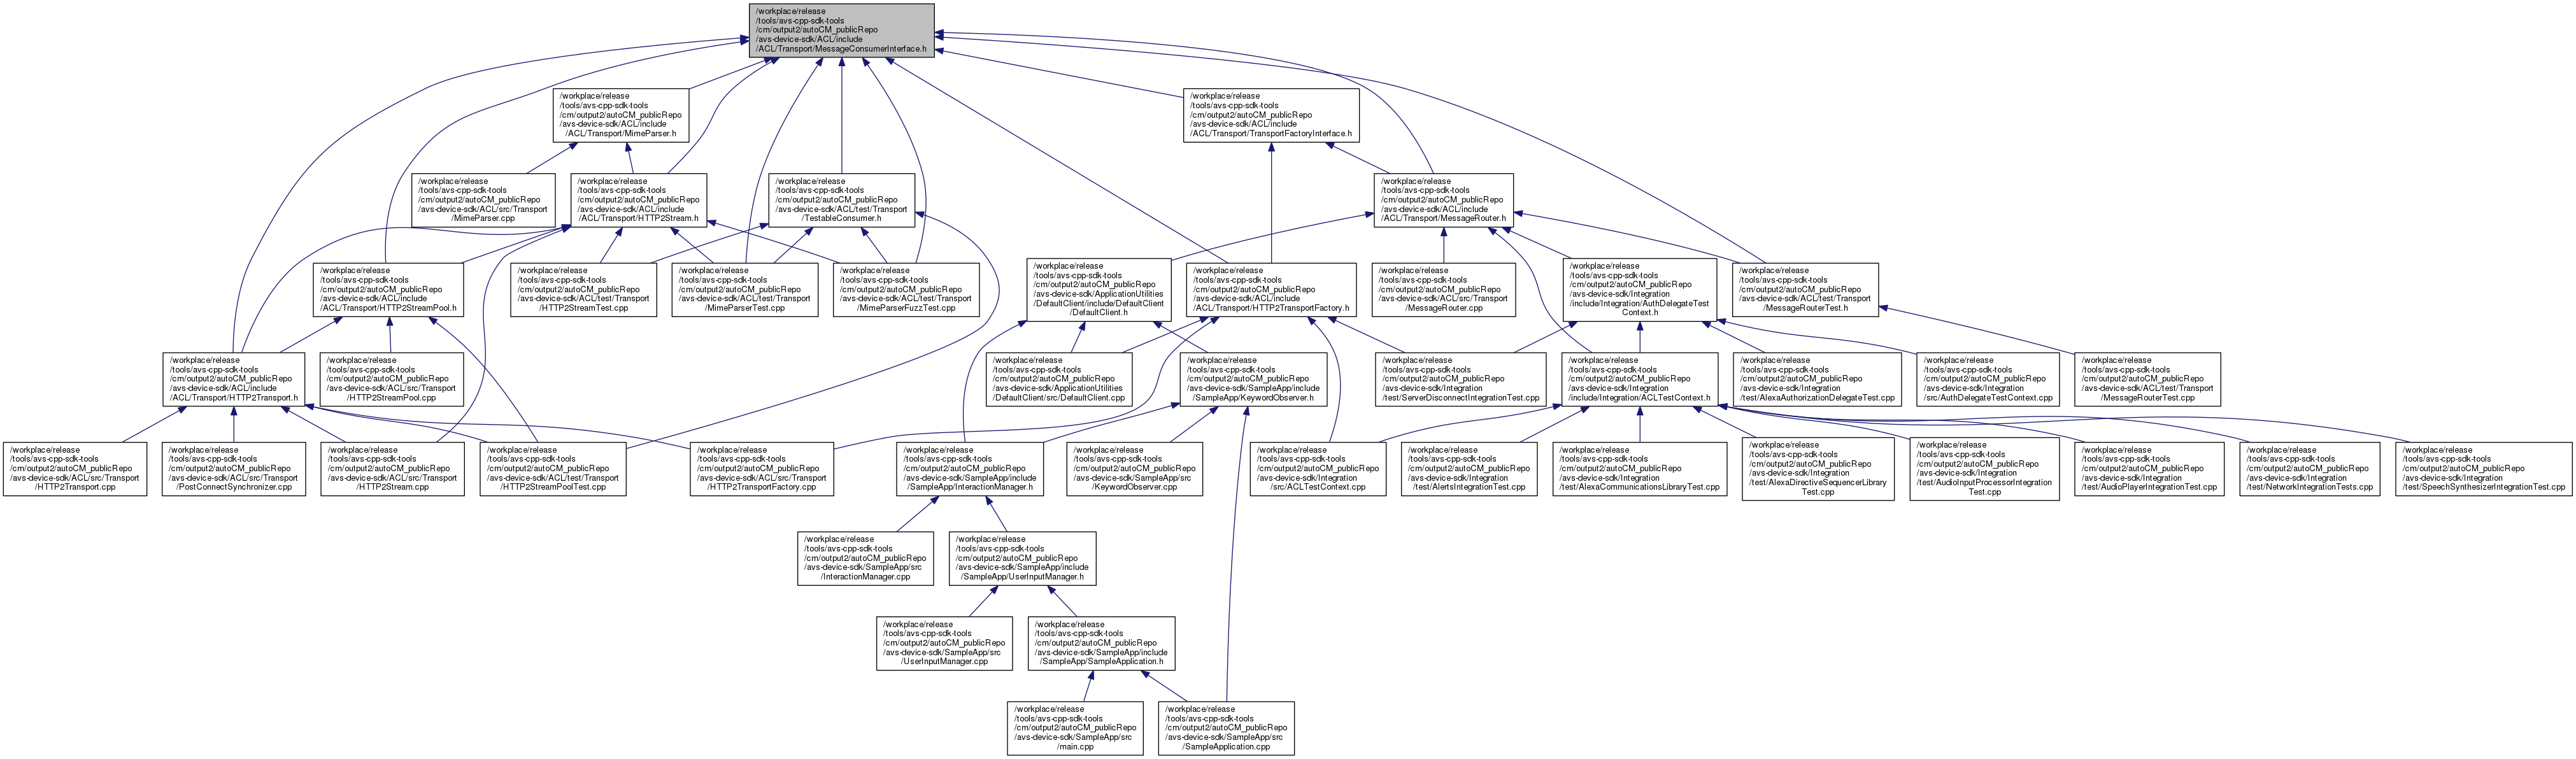 /workplace/release
/tools/avs-cpp-sdk-tools
/cm/output2/autoCM_publicRepo
/avs-device-sdk/ACL/include
/ACL/Transport/MessageConsumerInterface.h
/workplace/release
/tools/avs-cpp-sdk-tools
/cm/output2/autoCM_publicRepo
/avs-device-sdk/ACL/include
/ACL/Transport/MimeParser.h
/workplace/release
/tools/avs-cpp-sdk-tools
/cm/output2/autoCM_publicRepo
/avs-device-sdk/ACL/include
/ACL/Transport/TransportFactoryInterface.h
/workplace/release
/tools/avs-cpp-sdk-tools
/cm/output2/autoCM_publicRepo
/avs-device-sdk/ACL/src/Transport
/MimeParser.cpp
/workplace/release
/tools/avs-cpp-sdk-tools
/cm/output2/autoCM_publicRepo
/avs-device-sdk/ACL/include
/ACL/Transport/HTTP2Stream.h
/workplace/release
/tools/avs-cpp-sdk-tools
/cm/output2/autoCM_publicRepo
/avs-device-sdk/ACL/test/Transport
/TestableConsumer.h
/workplace/release
/tools/avs-cpp-sdk-tools
/cm/output2/autoCM_publicRepo
/avs-device-sdk/ACL/include
/ACL/Transport/MessageRouter.h
/workplace/release
/tools/avs-cpp-sdk-tools
/cm/output2/autoCM_publicRepo
/avs-device-sdk/ACL/include
/ACL/Transport/HTTP2StreamPool.h
/workplace/release
/tools/avs-cpp-sdk-tools
/cm/output2/autoCM_publicRepo
/avs-device-sdk/ACL/test/Transport
/HTTP2StreamTest.cpp
/workplace/release
/tools/avs-cpp-sdk-tools
/cm/output2/autoCM_publicRepo
/avs-device-sdk/ACL/test/Transport
/MimeParserTest.cpp
/workplace/release
/tools/avs-cpp-sdk-tools
/cm/output2/autoCM_publicRepo
/avs-device-sdk/ACL/test/Transport
/MimeParserFuzzTest.cpp
/workplace/release
/tools/avs-cpp-sdk-tools
/cm/output2/autoCM_publicRepo
/avs-device-sdk/ApplicationUtilities
/DefaultClient/include/DefaultClient
/DefaultClient.h
/workplace/release
/tools/avs-cpp-sdk-tools
/cm/output2/autoCM_publicRepo
/avs-device-sdk/ACL/include
/ACL/Transport/HTTP2TransportFactory.h
/workplace/release
/tools/avs-cpp-sdk-tools
/cm/output2/autoCM_publicRepo
/avs-device-sdk/ACL/src/Transport
/MessageRouter.cpp
/workplace/release
/tools/avs-cpp-sdk-tools
/cm/output2/autoCM_publicRepo
/avs-device-sdk/Integration
/include/Integration/AuthDelegateTest
Context.h
/workplace/release
/tools/avs-cpp-sdk-tools
/cm/output2/autoCM_publicRepo
/avs-device-sdk/ACL/test/Transport
/MessageRouterTest.h
/workplace/release
/tools/avs-cpp-sdk-tools
/cm/output2/autoCM_publicRepo
/avs-device-sdk/ACL/include
/ACL/Transport/HTTP2Transport.h
/workplace/release
/tools/avs-cpp-sdk-tools
/cm/output2/autoCM_publicRepo
/avs-device-sdk/ACL/src/Transport
/HTTP2StreamPool.cpp
/workplace/release
/tools/avs-cpp-sdk-tools
/cm/output2/autoCM_publicRepo
/avs-device-sdk/ApplicationUtilities
/DefaultClient/src/DefaultClient.cpp
/workplace/release
/tools/avs-cpp-sdk-tools
/cm/output2/autoCM_publicRepo
/avs-device-sdk/SampleApp/include
/SampleApp/KeywordObserver.h
/workplace/release
/tools/avs-cpp-sdk-tools
/cm/output2/autoCM_publicRepo
/avs-device-sdk/Integration
/test/ServerDisconnectIntegrationTest.cpp
/workplace/release
/tools/avs-cpp-sdk-tools
/cm/output2/autoCM_publicRepo
/avs-device-sdk/Integration
/include/Integration/ACLTestContext.h
/workplace/release
/tools/avs-cpp-sdk-tools
/cm/output2/autoCM_publicRepo
/avs-device-sdk/Integration
/test/AlexaAuthorizationDelegateTest.cpp
/workplace/release
/tools/avs-cpp-sdk-tools
/cm/output2/autoCM_publicRepo
/avs-device-sdk/Integration
/src/AuthDelegateTestContext.cpp
/workplace/release
/tools/avs-cpp-sdk-tools
/cm/output2/autoCM_publicRepo
/avs-device-sdk/ACL/test/Transport
/MessageRouterTest.cpp
/workplace/release
/tools/avs-cpp-sdk-tools
/cm/output2/autoCM_publicRepo
/avs-device-sdk/ACL/src/Transport
/HTTP2Transport.cpp
/workplace/release
/tools/avs-cpp-sdk-tools
/cm/output2/autoCM_publicRepo
/avs-device-sdk/ACL/src/Transport
/PostConnectSynchronizer.cpp
/workplace/release
/tools/avs-cpp-sdk-tools
/cm/output2/autoCM_publicRepo
/avs-device-sdk/ACL/src/Transport
/HTTP2Stream.cpp
/workplace/release
/tools/avs-cpp-sdk-tools
/cm/output2/autoCM_publicRepo
/avs-device-sdk/ACL/test/Transport
/HTTP2StreamPoolTest.cpp
/workplace/release
/tools/avs-cpp-sdk-tools
/cm/output2/autoCM_publicRepo
/avs-device-sdk/ACL/src/Transport
/HTTP2TransportFactory.cpp
/workplace/release
/tools/avs-cpp-sdk-tools
/cm/output2/autoCM_publicRepo
/avs-device-sdk/SampleApp/include
/SampleApp/InteractionManager.h
/workplace/release
/tools/avs-cpp-sdk-tools
/cm/output2/autoCM_publicRepo
/avs-device-sdk/SampleApp/src
/KeywordObserver.cpp
/workplace/release
/tools/avs-cpp-sdk-tools
/cm/output2/autoCM_publicRepo
/avs-device-sdk/Integration
/src/ACLTestContext.cpp
/workplace/release
/tools/avs-cpp-sdk-tools
/cm/output2/autoCM_publicRepo
/avs-device-sdk/Integration
/test/AlertsIntegrationTest.cpp
/workplace/release
/tools/avs-cpp-sdk-tools
/cm/output2/autoCM_publicRepo
/avs-device-sdk/Integration
/test/AlexaCommunicationsLibraryTest.cpp
/workplace/release
/tools/avs-cpp-sdk-tools
/cm/output2/autoCM_publicRepo
/avs-device-sdk/Integration
/test/AlexaDirectiveSequencerLibrary
Test.cpp
/workplace/release
/tools/avs-cpp-sdk-tools
/cm/output2/autoCM_publicRepo
/avs-device-sdk/Integration
/test/AudioInputProcessorIntegration
Test.cpp
/workplace/release
/tools/avs-cpp-sdk-tools
/cm/output2/autoCM_publicRepo
/avs-device-sdk/Integration
/test/AudioPlayerIntegrationTest.cpp
/workplace/release
/tools/avs-cpp-sdk-tools
/cm/output2/autoCM_publicRepo
/avs-device-sdk/Integration
/test/NetworkIntegrationTests.cpp
/workplace/release
/tools/avs-cpp-sdk-tools
/cm/output2/autoCM_publicRepo
/avs-device-sdk/Integration
/test/SpeechSynthesizerIntegrationTest.cpp
/workplace/release
/tools/avs-cpp-sdk-tools
/cm/output2/autoCM_publicRepo
/avs-device-sdk/SampleApp/src
/InteractionManager.cpp
/workplace/release
/tools/avs-cpp-sdk-tools
/cm/output2/autoCM_publicRepo
/avs-device-sdk/SampleApp/include
/SampleApp/UserInputManager.h
/workplace/release
/tools/avs-cpp-sdk-tools
/cm/output2/autoCM_publicRepo
/avs-device-sdk/SampleApp/src
/UserInputManager.cpp
/workplace/release
/tools/avs-cpp-sdk-tools
/cm/output2/autoCM_publicRepo
/avs-device-sdk/SampleApp/include
/SampleApp/SampleApplication.h
/workplace/release
/tools/avs-cpp-sdk-tools
/cm/output2/autoCM_publicRepo
/avs-device-sdk/SampleApp/src
/main.cpp
/workplace/release
/tools/avs-cpp-sdk-tools
/cm/output2/autoCM_publicRepo
/avs-device-sdk/SampleApp/src
/SampleApplication.cpp